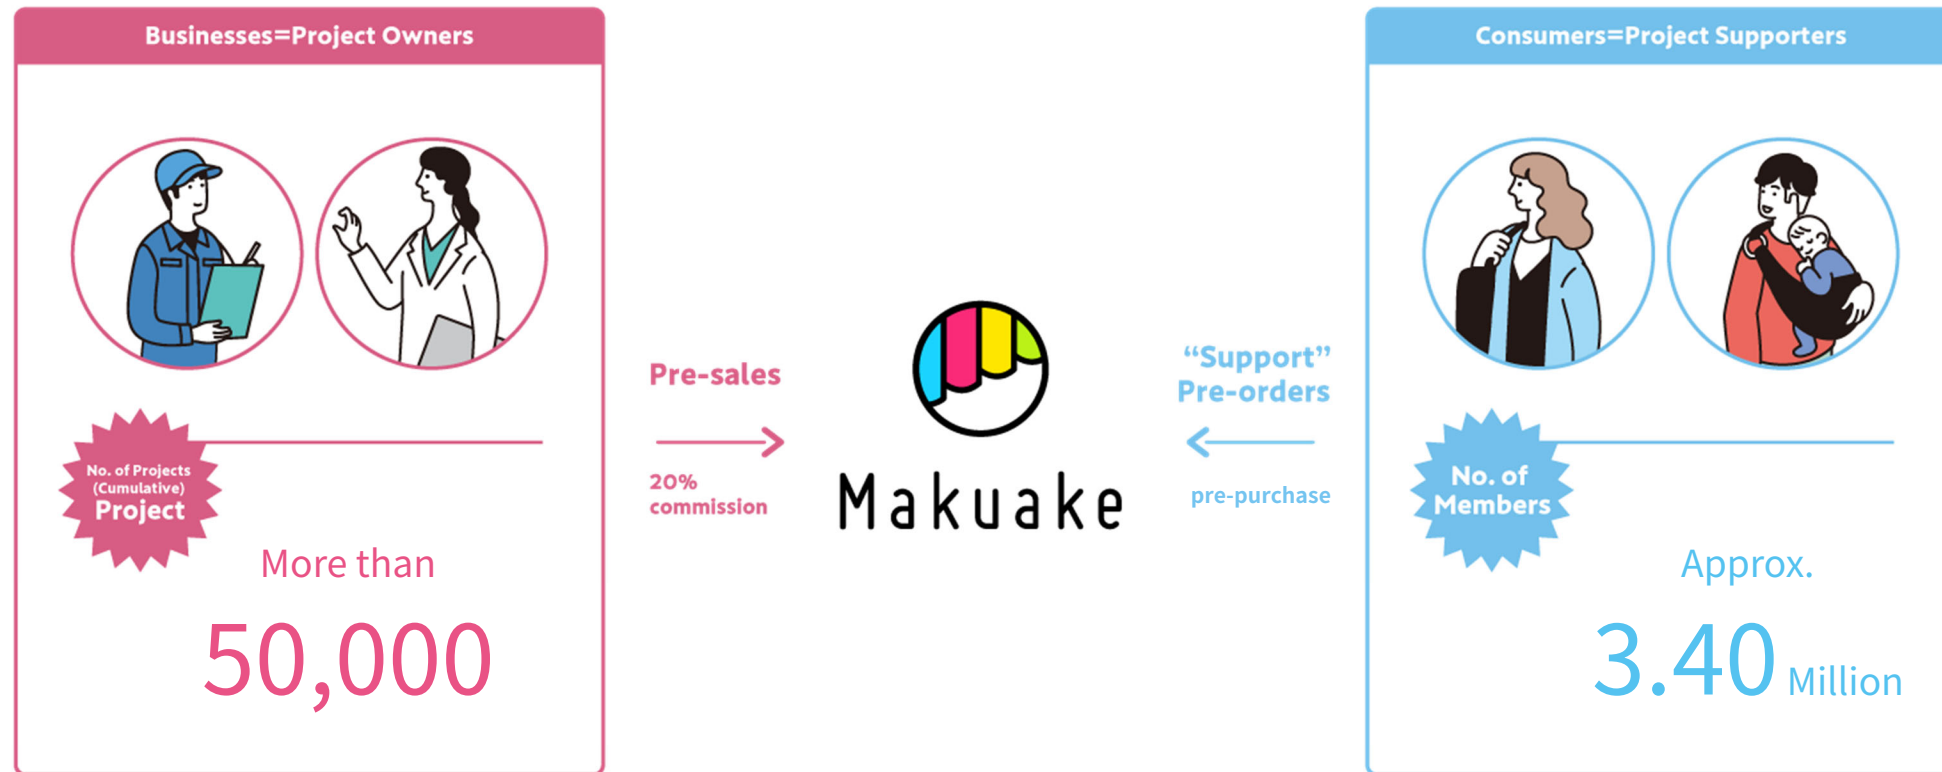 Businesses=Project Owners
No. of Projects
(Cumulative)
Project
More than
50,000
Pre-sales
20%
commission
Makuake
“Support”
Pre-orders
pre-purchase
Consumers=Project Supporters
No. of
Members
Approx.
3.40 Million